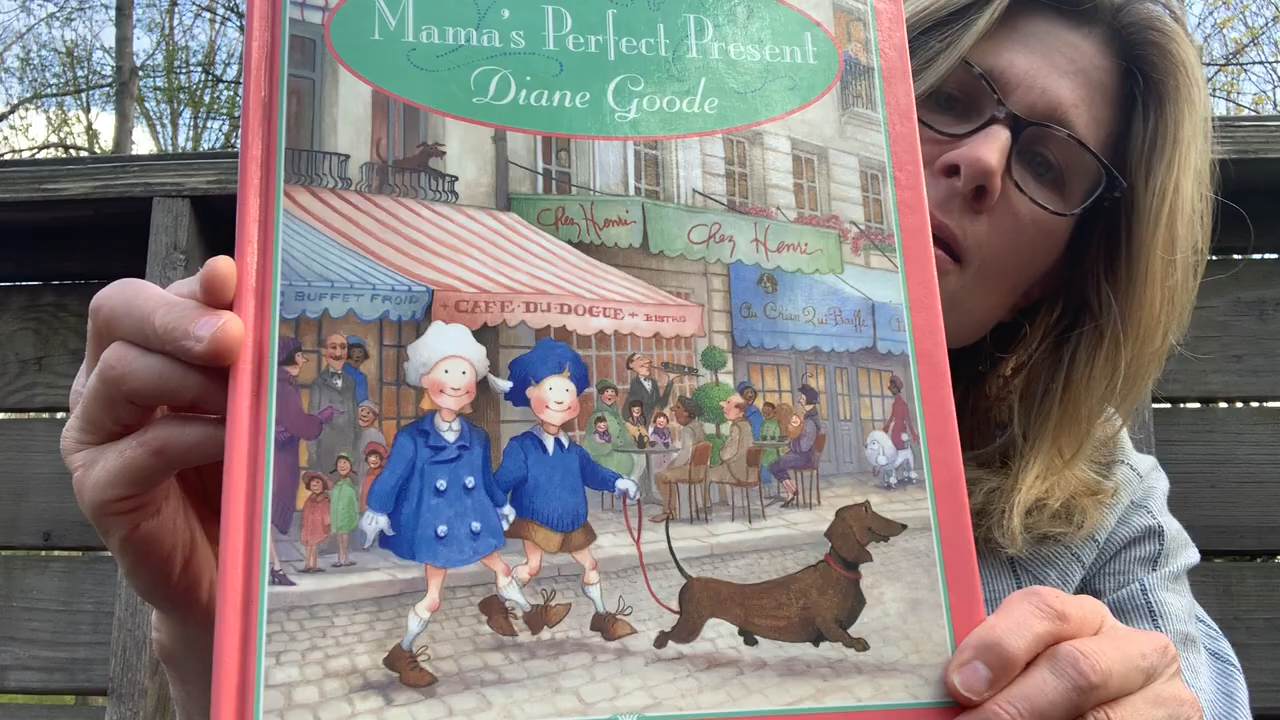 Mama's Perfect Present
Diane Goode
Chez Henri
Chez Henri
BUFFET FROID
CAFE·DU·DOGUE
BISTRO
Au Chien Qui Bouffe